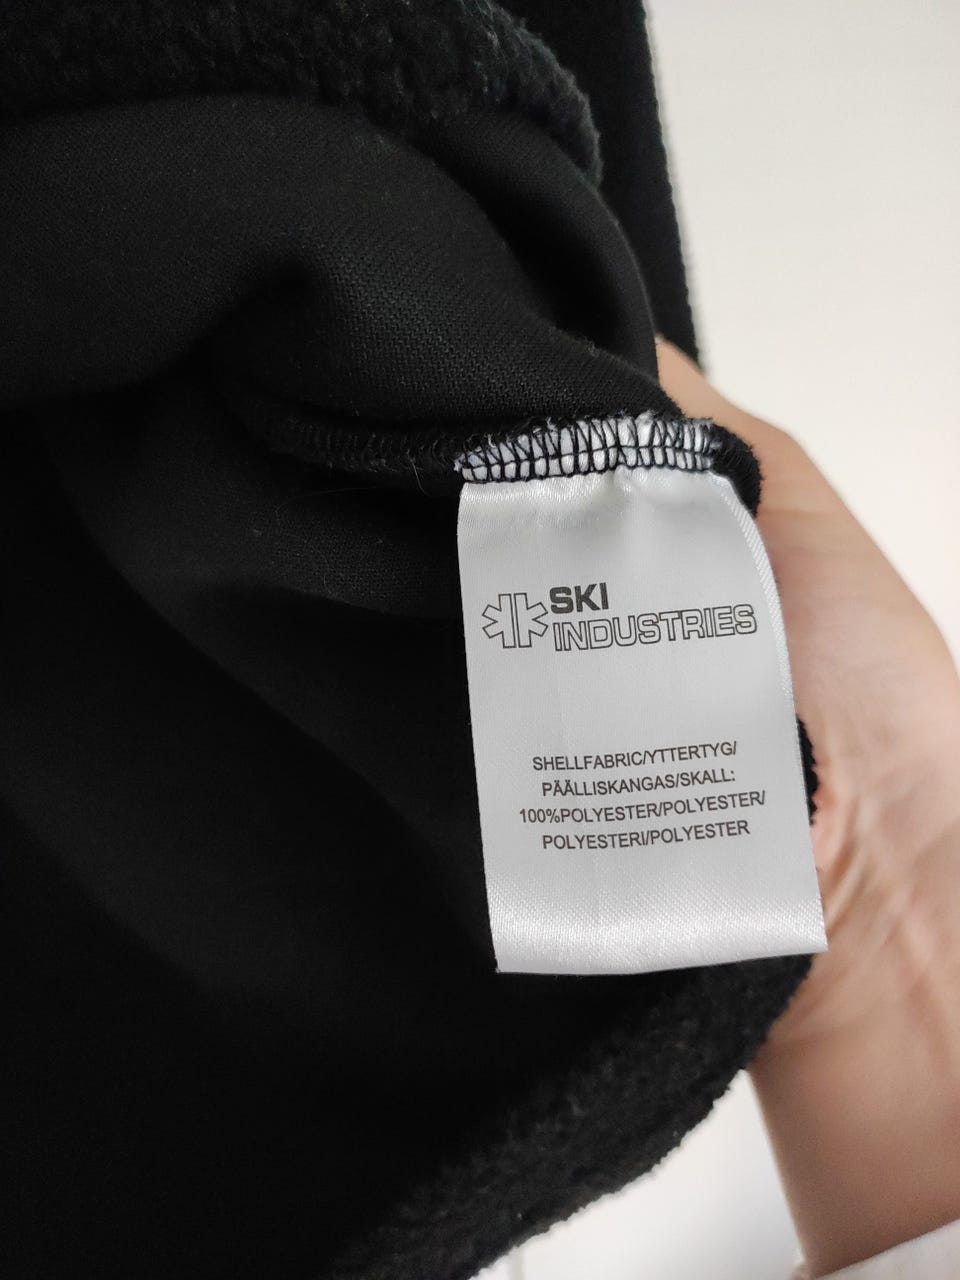 SKI
INDUSTRIES
SHELLFABRIC/YTTERTYG/
PÄÄLLISKANGAS/SKALL:
100%POLYESTER/POLYESTER/
POLYESTERI/POLYESTER